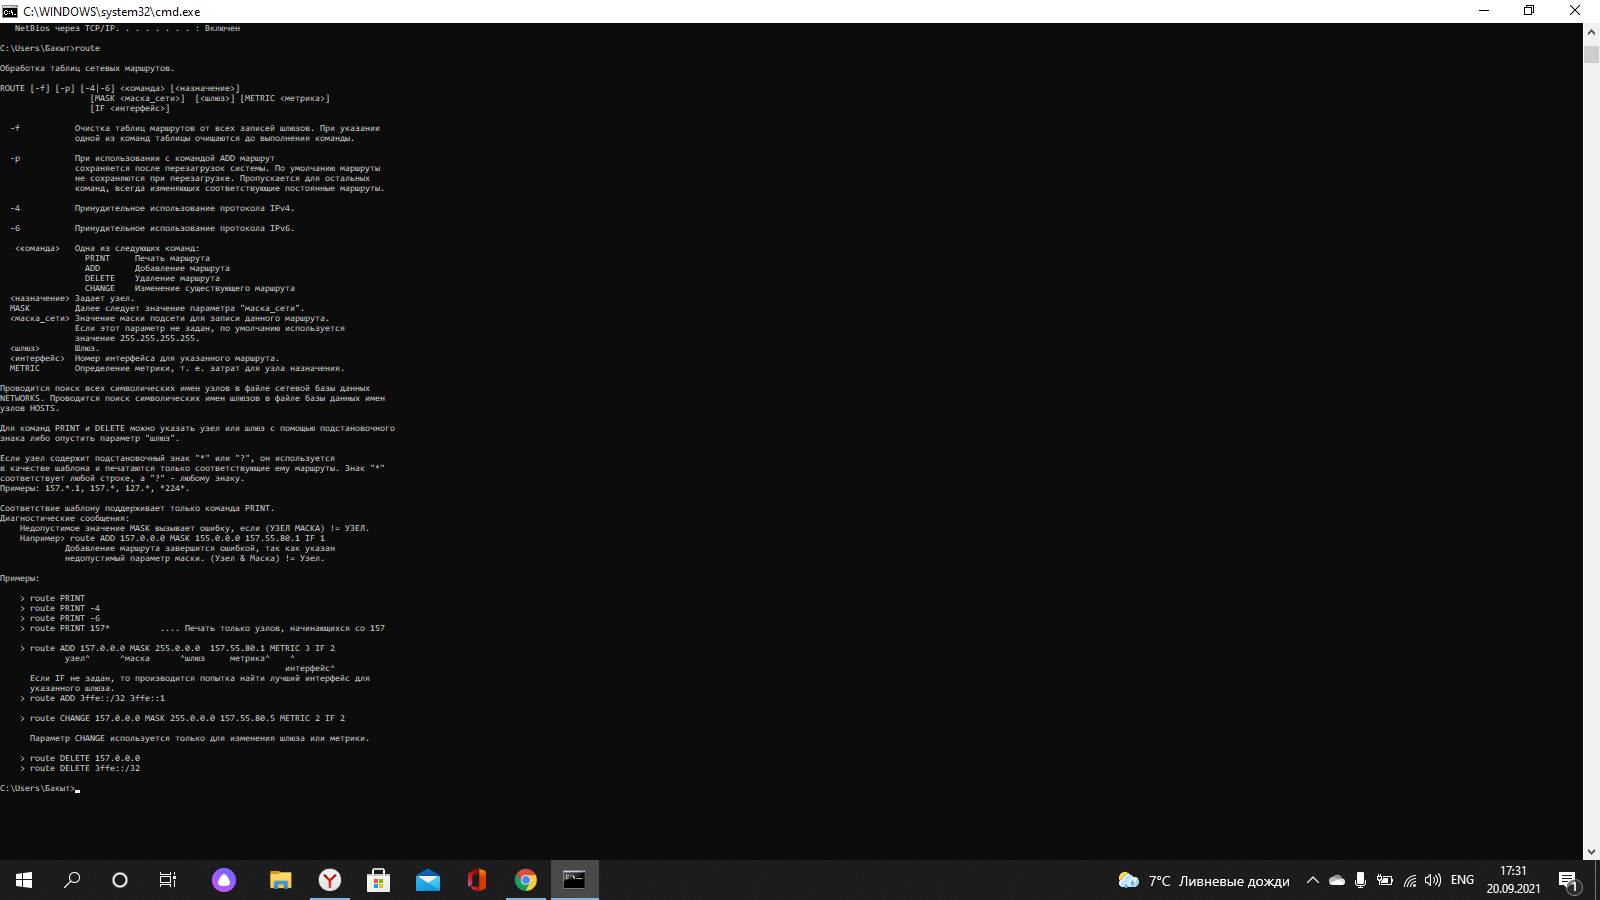 C:\WINDOWS\system32\cmd.exe
NetBios через TCP/IP. . . . . . . . : Включен
C:\Users\Бакыт>route
Обработка таблиц сетевых маршрутов.
ROUTE [-f] [-p] [-4|-6] <команда> [<назначение>]
[MASK <маска_сети>]  [<шлюз>] [METRIC <метрика>]
[IF <интерфейс>]
-f           Очистка таблиц маршрутов от всех записей шлюзов. При указании
одной из команд таблицы очищаются до выполнения команды.
-p           При использовании с командой ADD маршрут
сохраняется после перезагрузок системы. По умолчанию маршруты
не сохраняются при перезагрузке. Пропускается для остальных
команд, всегда изменяющих соответствующие постоянные маршруты.
-4           Принудительное использование протокола IPv4.
-6           Принудительное использование протокола IPv6.
<команда>   Одна из следующих команд:
PRINT     Печать маршрута
ADD       Добавление маршрута
DELETE    Удаление маршрута
CHANGE    Изменение существующего маршрута
<назначение> Задает узел.
MASK         Далее следует значение параметра "маска_сети".
<маска_сети> Значение маски подсети для записи данного маршрута.
Если этот параметр не задан, по умолчанию используется
значение 255.255.255.255.
<шлюз>       Шлюз.
<интерфейс>  Номер интерфейса для указанного маршрута.
METRIC       Определение метрики, т. е. затрат для узла назначения.
Проводится поиск всех символических имен узлов в файле сетевой базы данных
NETWORKS. Проводится поиск символических имен шлюзов в файле базы данных имен
узлов HOSTS.
Для команд PRINT и DELETE можно указать узел или шлюз с помощью подстановочного
знака либо опустить параметр "шлюз".
Если узел содержит подстановочный знак "*" или "?", он используется
в качестве шаблона и печатаются только соответствующие ему маршруты. Знак "*"
соответствует любой строке, а "?" - любому знаку.
Примеры: 157.*.1, 157.*, 127.*, *224*.
Соответствие шаблону поддерживает только команда PRINT.
Диагностические сообщения:
Недопустимое значение MASK вызывает ошибку, если (УЗЕЛ МАСКА) != УЗЕЛ.
Например> route ADD 157.0.0.0 MASK 155.0.0.0 157.55.80.1 IF 1
Добавление маршрута завершится ошибкой, так как указан
недопустимый параметр маски. (Узел & Маска) != Узел.
Примеры:
> route PRINT
> route PRINT -4
> route PRINT -6
> route PRINT 157*          .... Печать только узлов, начинающихся со 157
> route ADD 157.0.0.0 MASK 255.0.0.0  157.55.80.1 METRIC 3 IF 2
узел^      ^маска      ^шлюз     метрика^    ^
интерфейс^
Если IF не задан, то производится попытка найти лучший интерфейс для
указанного шлюза.
> route ADD 3ffe::/32 3ffe::1
> route CHANGE 157.0.0.0 MASK 255.0.0.0 157.55.80.5 METRIC 2 IF 2
Параметр CHANGE используется только для изменения шлюза или метрики.
> route DELETE 157.0.0.0
> route DELETE 3ffe::/32
C:\Users\Бакыт>
7°C Ливневые дожди
ENG
17:31
20.09.2021
1